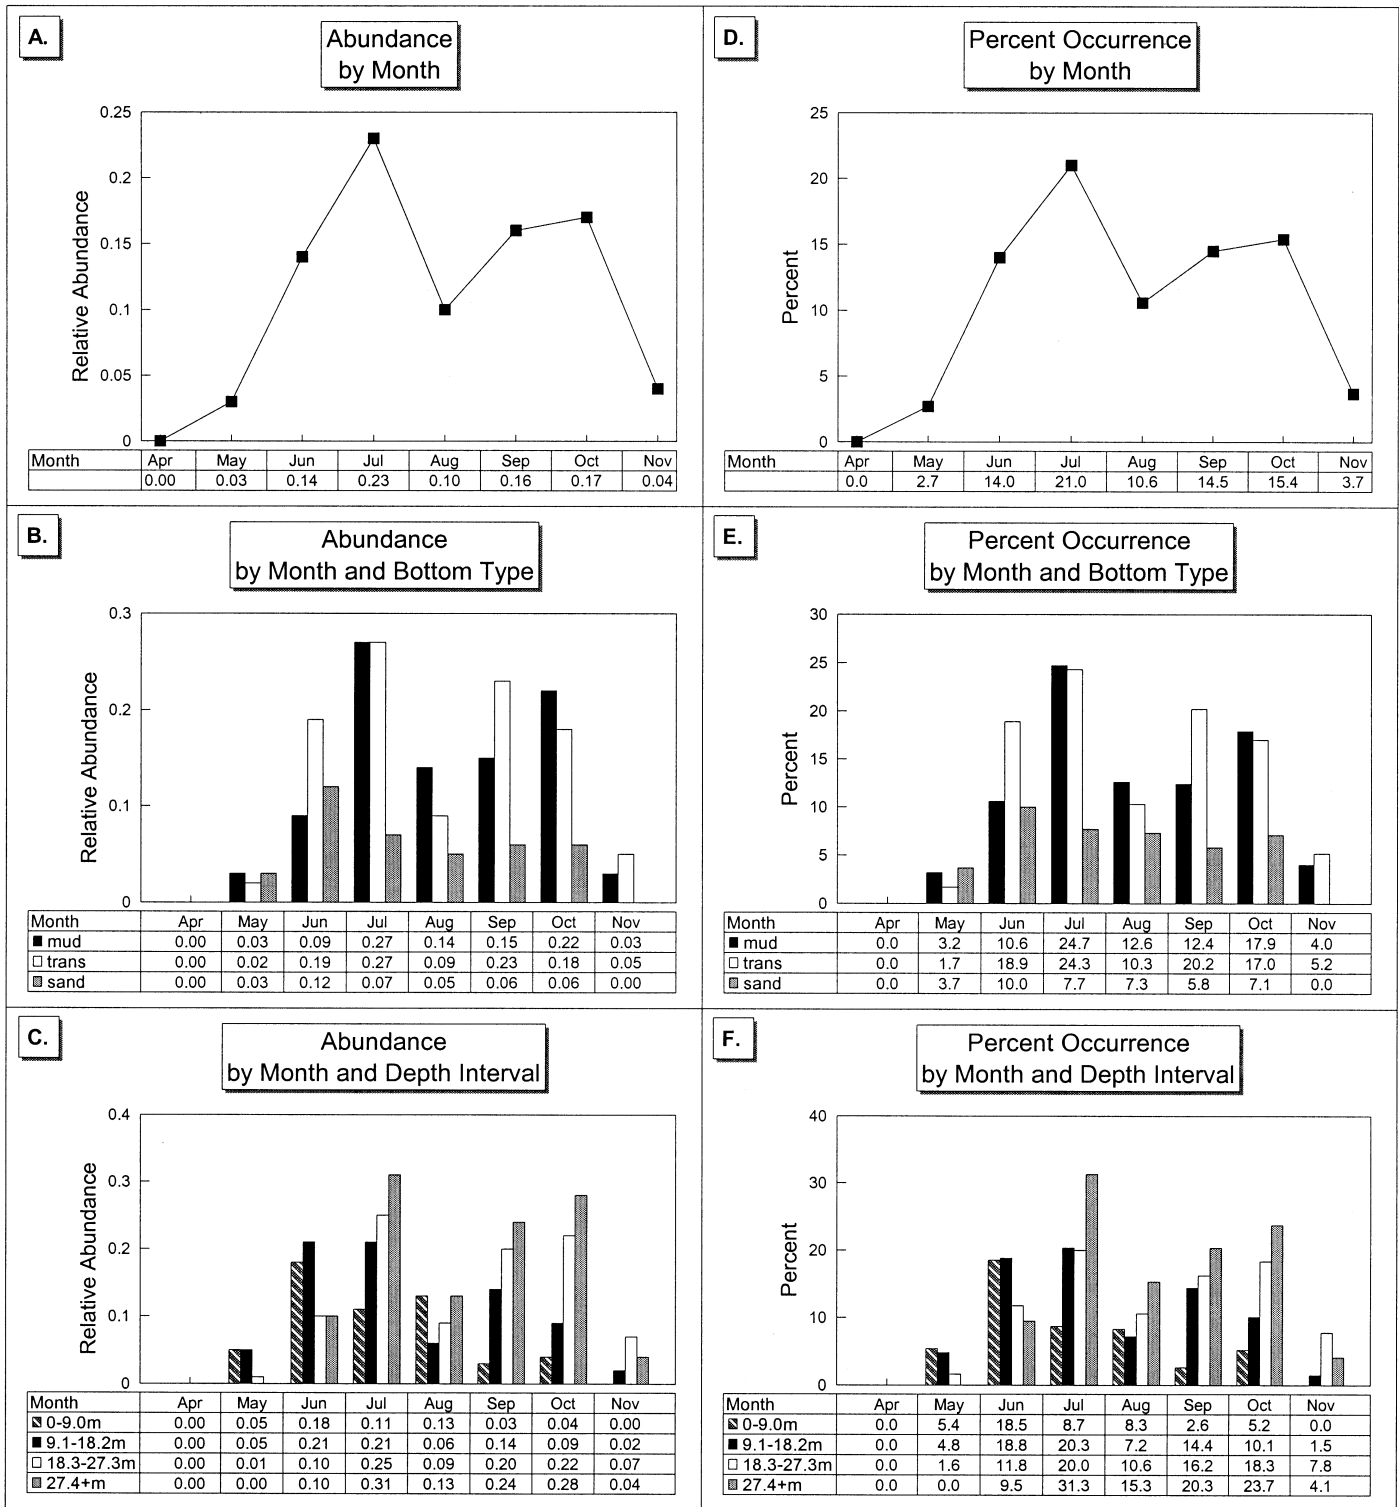 A.
Abundance
by Month
0.25
0.2
0.15
0.1
0.05
0
Relative Abundance
Month Apr May Jun Jul Aug Sep Oct Nov
0.00 0.03 0.14 0.23 0.10 0.16 0.17 0.04
D.
Percent Occurrence
by Month
25
20
15
10
5
0
Percent
Month Apr May Jun Jul Aug Sep Oct Nov
0.0 2.7 14.0 21.0 10.6 14.5 15.4 3.7
B.
Abundance
by Month and Bottom Type
0.3
0.2
0.1
0
Relative Abundance
Month Apr May Jun Jul Aug Sep Oct Nov
mud 0.00 0.03 0.09 0.27 0.14 0.15 0.22 0.03
trans 0.00 0.02 0.19 0.27 0.09 0.23 0.18 0.05
sand 0.00 0.03 0.12 0.07 0.05 0.06 0.06 0.00
E.
Percent Occurrence
by Month and Bottom Type
30
25
20
15
10
5
0
Percent
Month Apr May Jun Jul Aug Sep Oct Nov
mud 0.0 3.2 10.6 24.7 12.6 12.4 17.9 4.0
trans 0.0 1.7 18.9 24.3 10.3 20.2 17.0 5.2
sand 0.0 3.7 10.0 7.7 7.3 5.8 7.1 0.0
C.
Abundance
by Month and Depth Interval
0.4
0.3
0.2
0.1
0
Relative Abundance
Month Apr May Jun Jul Aug Sep Oct Nov
0-9.0m 0.00 0.05 0.18 0.11 0.13 0.03 0.04 0.00
9.1-18.2m 0.00 0.05 0.21 0.21 0.06 0.14 0.09 0.02
18.3-27.3m 0.00 0.01 0.10 0.25 0.09 0.20 0.22 0.07
27.4+m 0.00 0.00 0.10 0.31 0.13 0.24 0.28 0.04
F.
Percent Occurrence
by Month and Depth Interval
40
30
20
10
0
Percent
Month Apr May Jun Jul Aug Sep Oct Nov
0-9.0m 0.0 5.4 18.5 8.7 8.3 2.6 5.2 0.0
9.1-18.2m 0.0 4.8 18.8 20.3 7.2 14.4 10.1 1.5
18.3-27.3m 0.0 1.6 11.8 20.0 10.6 16.2 18.3 7.8
27.4+m 0.0 0.0 9.5 31.3 15.3 20.3 23.7 4.1